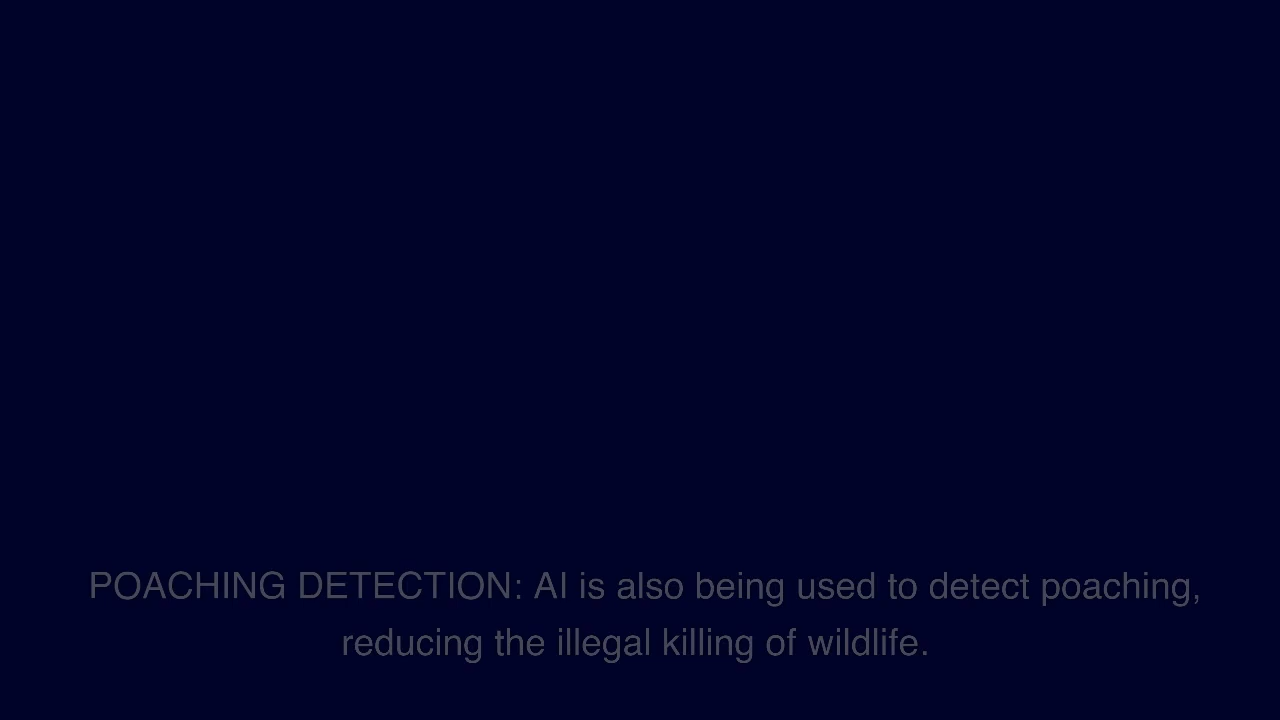 POACHING DETECTION: AI is also being used to detect poaching,
reducing the illegal killing of wildlife.